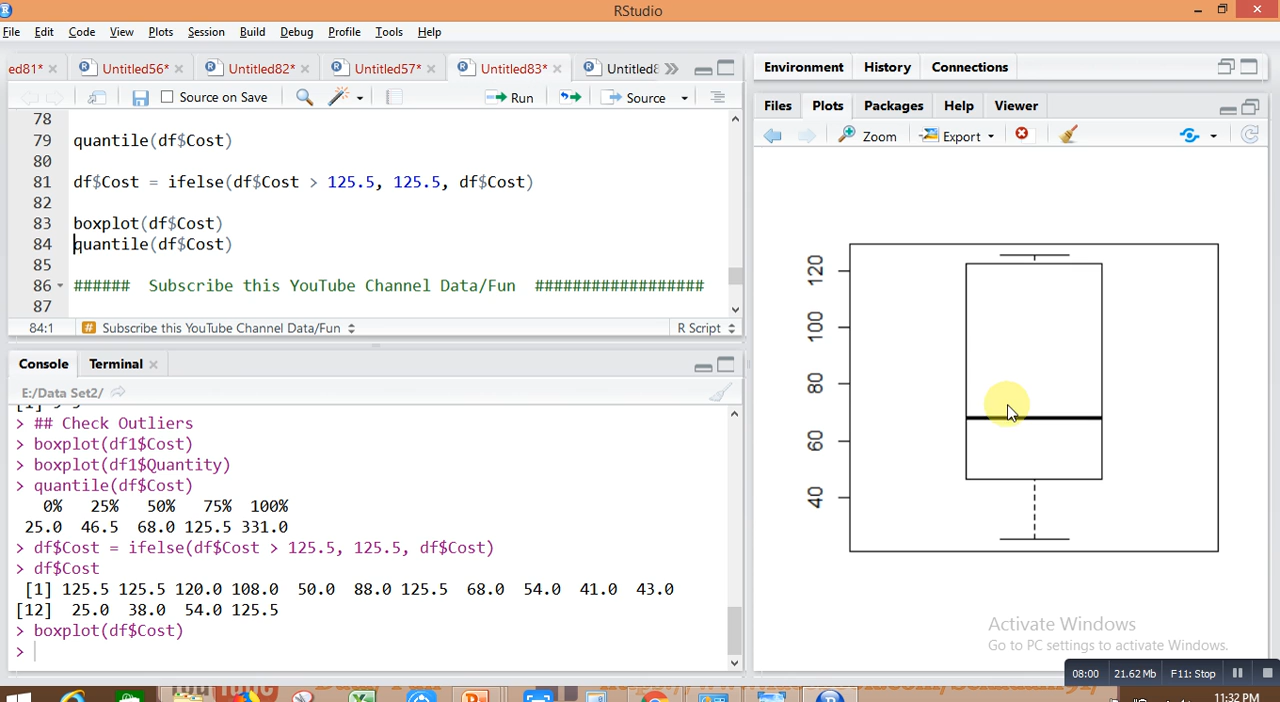 RStudio
File Edit Code View Plots Session Build Debug Profile Tools Help
ed81* Untitled56* Untitled82* Untitled57* Untitled83* Untitled8
Source on Save Run Source
78
79 quantile(df$Cost)
80
81 df$Cost = ifelse(df$Cost > 125.5, 125.5, df$Cost)
82
83 boxplot(df$Cost)
84 quantile(df$Cost)
85
86 ###### Subscribe this YouTube Channel Data/Fun ##################
87
84:1 # Subscribe this YouTube Channel Data/Fun R Script
Console Terminal
E:/Data Set2/
> ## Check Outliers
> boxplot(df1$Cost)
> boxplot(df1$Quantity)
> quantile(df$Cost)
0% 25% 50% 75% 100%
25.0 46.5 68.0 125.5 331.0
> df$Cost = ifelse(df$Cost > 125.5, 125.5, df$Cost)
> df$Cost
[1] 125.5 125.5 120.0 108.0 50.0 88.0 125.5 68.0 54.0 41.0 43.0
[12] 25.0 38.0 54.0 125.5
> boxplot(df$Cost)
>
Environment History Connections
Files Plots Packages Help Viewer
Zoom Export
120
100
80
60
40
Activate Windows
Go to PC settings to activate Windows.
08:00 21.62 Mb F11: Stop
11:32 PM